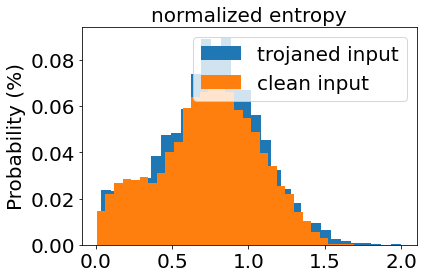 normalized entropy
trojaned input
clean input
Probability (%)
0.08
0.06
0.04
0.02
0.00
0.0 0.5 1.0 1.5 2.0